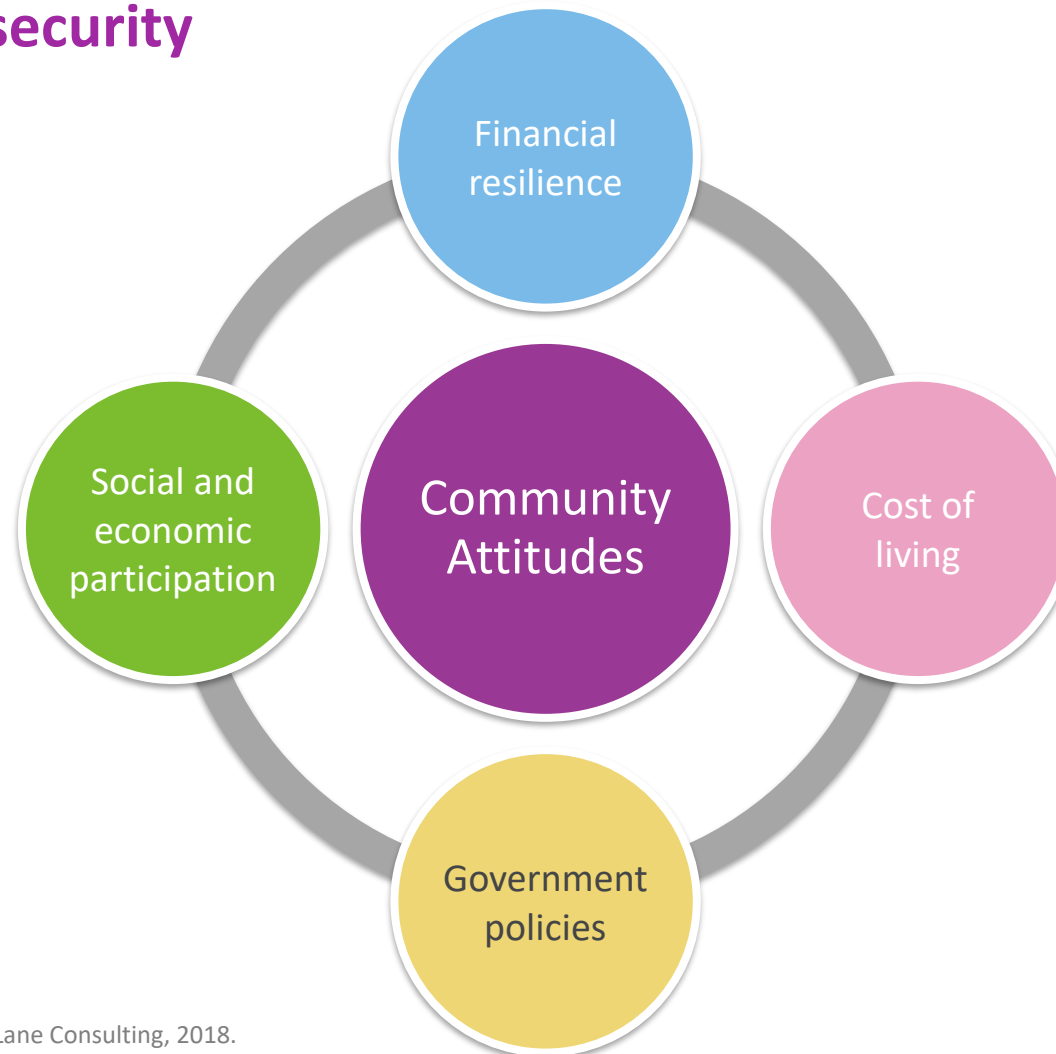 security
Financial
resilience
Social and
economic
participation
Community
Attitudes
Cost of
living
Government
policies
Lane Consulting, 2018.